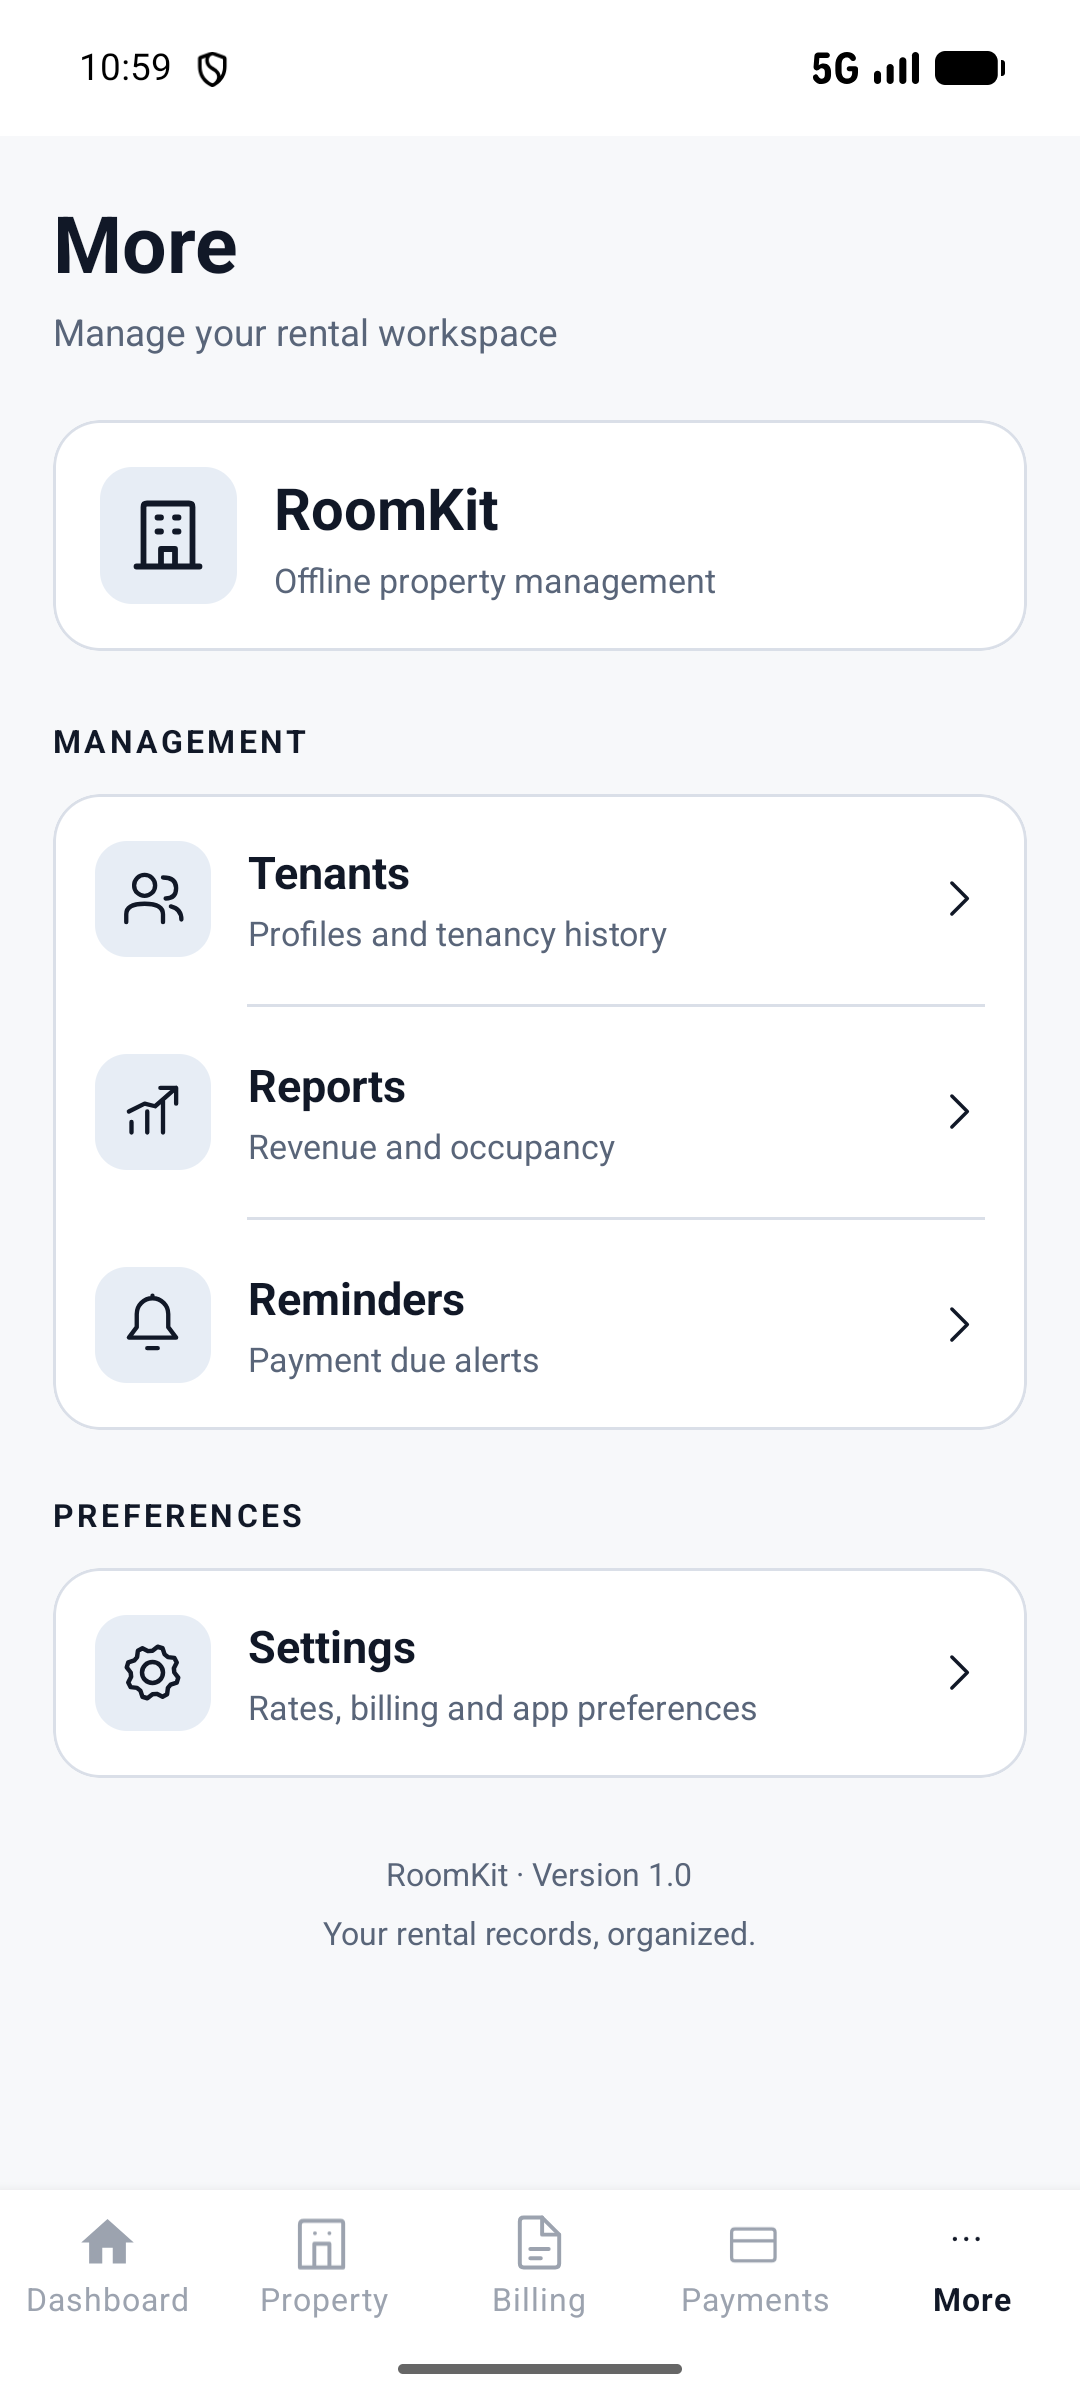 10:59
5G
More
Manage your rental workspace
RoomKit
Offline property management
MANAGEMENT
Tenants
Profiles and tenancy history
Reports
Revenue and occupancy
Reminders
Payment due alerts
PREFERENCES
Settings
Rates, billing and app preferences
RoomKit · Version 1.0
Your rental records, organized.
Dashboard
Property
Billing
Payments
More